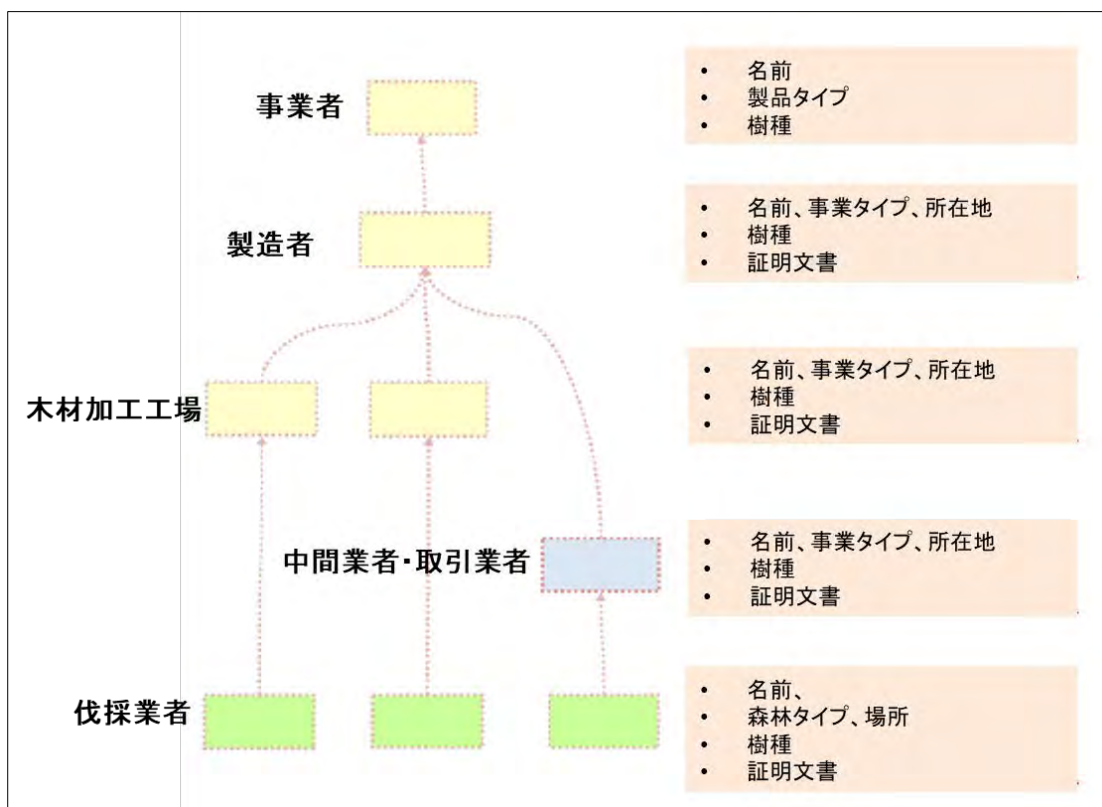 事業者
• 名前
• 製品タイプ
• 樹種
製造者
• 名前、事業タイプ、所在地
• 樹種
• 証明文書
木材加工工場
• 名前、事業タイプ、所在地
• 樹種
• 証明文書
中間業者・取引業者
• 名前、事業タイプ、所在地
• 樹種
• 証明文書
伐採業者
• 名前、
• 森林タイプ、場所
• 樹種
• 証明文書